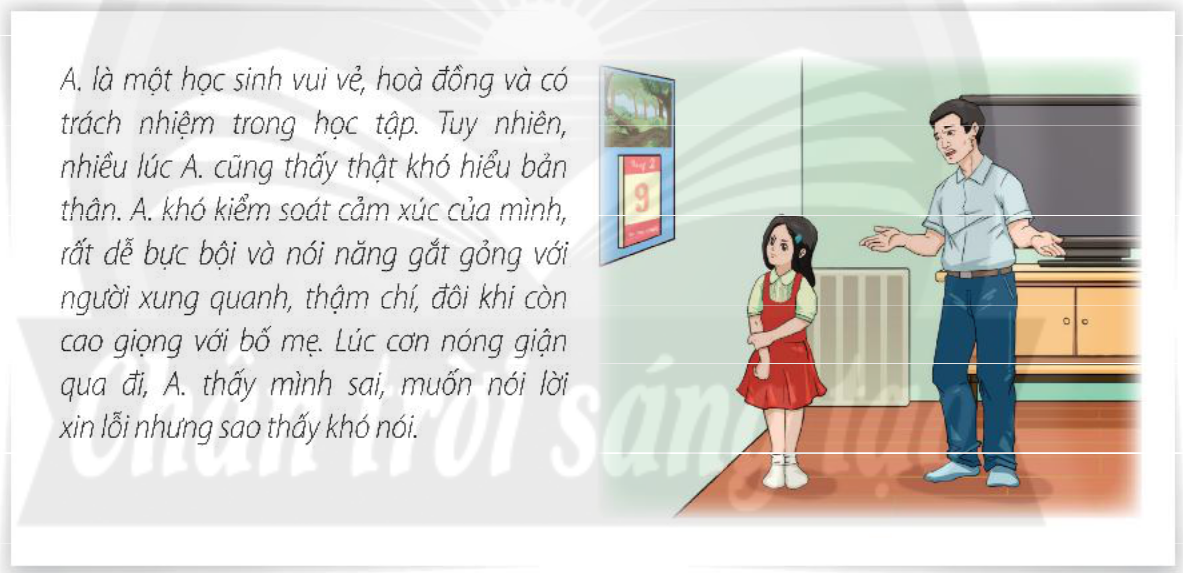 A. là một học sinh vui vẻ, hoà đồng và có
trách nhiệm trong học tập. Tuy nhiên,
nhiều lúc A. cũng thấy thật khó hiểu bản
thân. A. khó kiểm soát cảm xúc của mình,
rất dễ bực bội và nói năng gắt gỏng với
người xung quanh, thậm chí, đôi khi còn
cao giọng với bố mẹ. Lúc cơn nóng giận
qua đi, A. thấy mình sai, muốn nói lời
xin lỗi nhưng sao thấy khó nói.
9
Chân trời sáng tạo